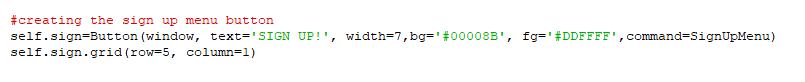 #creating the sign up menu button
self.sign=Button(window, text='SIGN UP!', width=7,bg='#00008B', fg='#DDFFFF',command=SignUpMenu)
self.sign.grid(row=5, column=1)